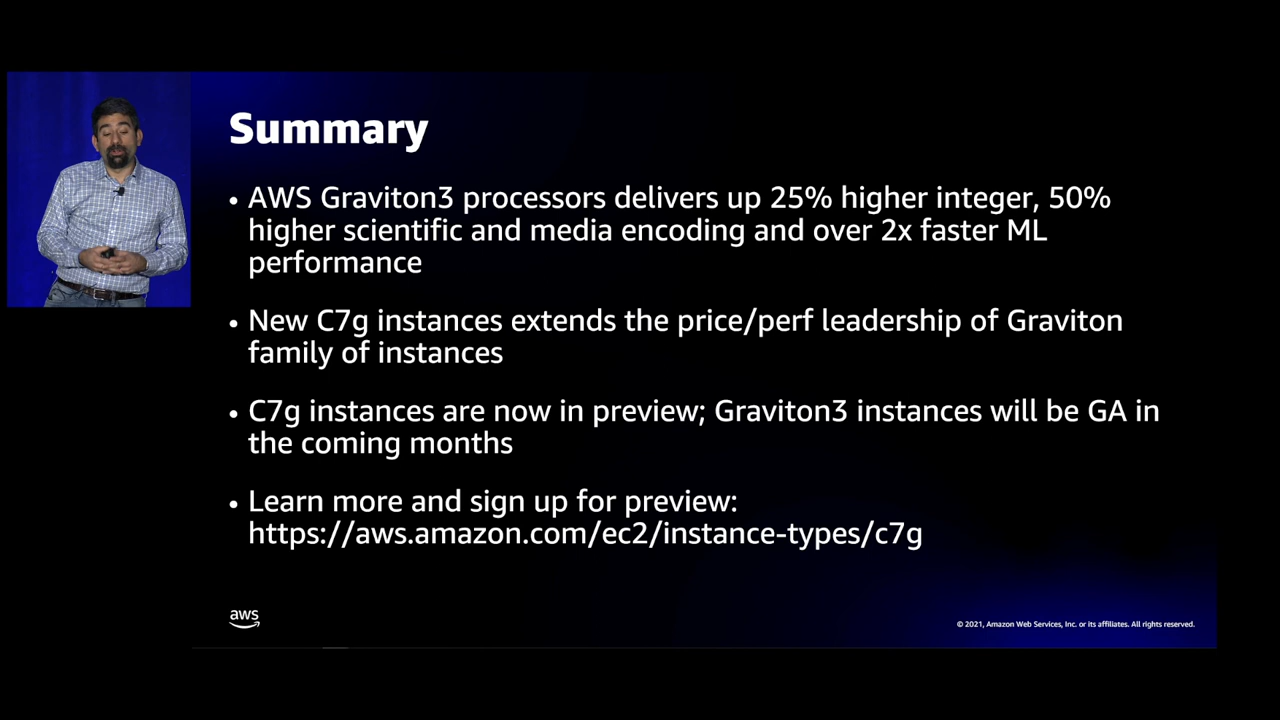 Summary
• AWS Graviton3 processors delivers up 25% higher integer, 50%
higher scientific and media encoding and over 2x faster ML
performance
• New C7g instances extends the price/perf leadership of Graviton
family of instances
• C7g instances are now in preview; Graviton3 instances will be GA in
the coming months
• Learn more and sign up for preview:
https://aws.amazon.com/ec2/instance-types/c7g
aws
© 2021, Amazon Web Services, Inc. or its affiliates. All rights reserved.